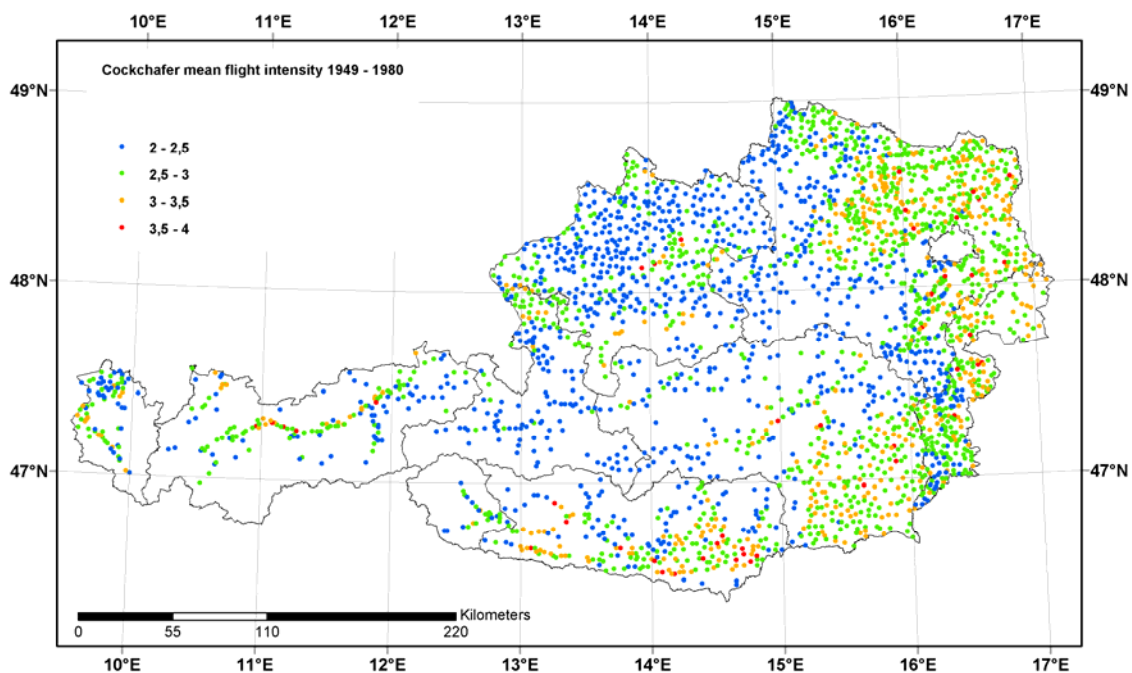 10°E 11°E 12°E 13°E 14°E 15°E 16°E 17°E
Cockchafer mean flight intensity 1949 - 1980
49°N 49°N
2 - 2,5
2,5 - 3
3 - 3,5
3,5 - 4
48°N 48°N
47°N 47°N
Kilometers
0 55 110 220
10°E 11°E 12°E 13°E 14°E 15°E 16°E 17°E